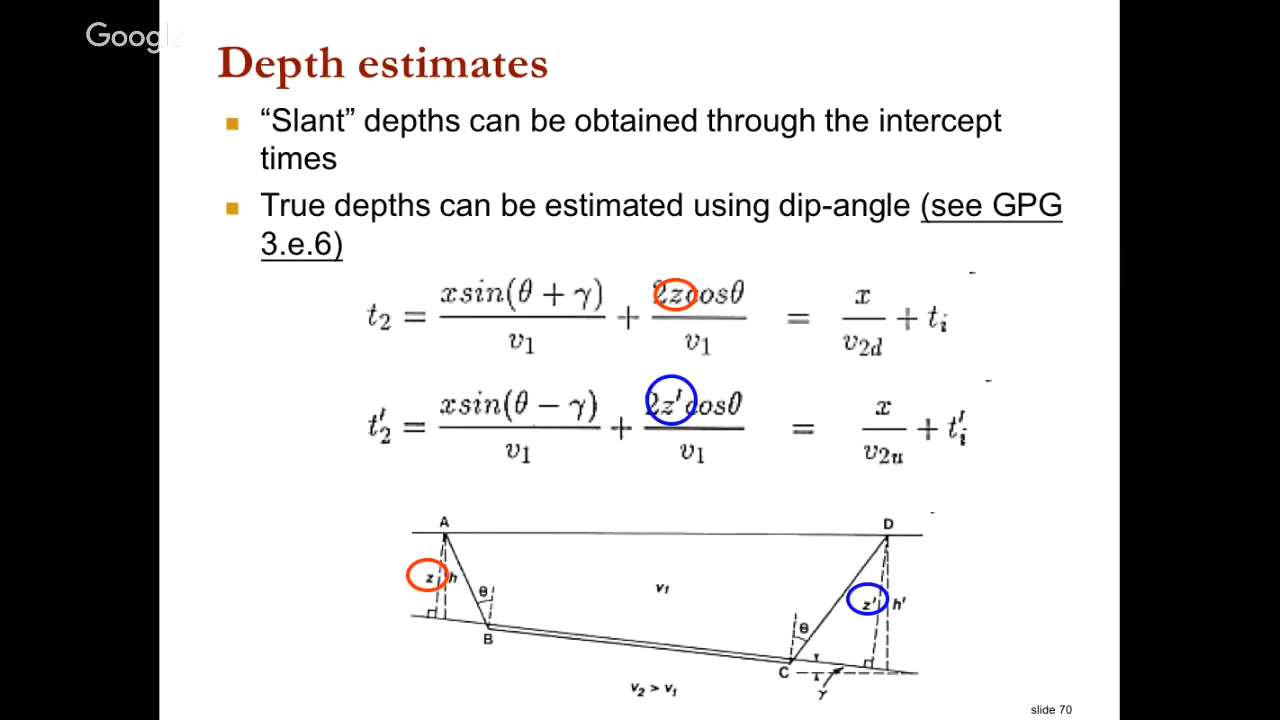 Google
Depth estimates
"Slant" depths can be obtained through the intercept
times
True depths can be estimated using dip-angle (see GPG
3.e.6)
t₂ = xsin(θ + γ)/v₁ + 2zcosθ/v₁ = x/v₂d + tᵢ
t′₂ = xsin(θ − γ)/v₁ + 2z′cosθ/v₁ = x/v₂u + t′ᵢ
A D
z h θ v₁ z' h'
B θ
C
v₂ > v₁ γ
slide 70